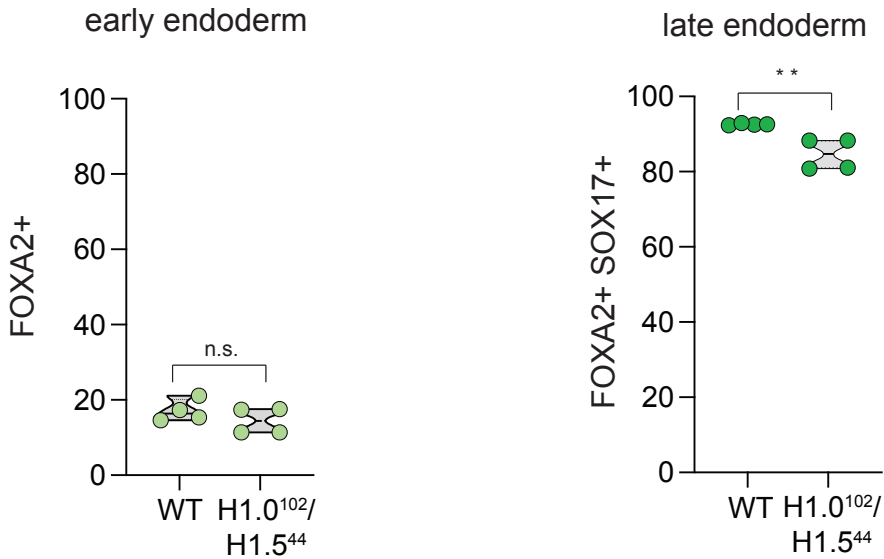 early endoderm
FOXA2+
100
80
60
40
20
0
n.s.
WT
H1.0¹⁰²/
H1.5⁴⁴
late endoderm
FOXA2+ SOX17+
100
80
60
40
20
0
* *
WT
H1.0¹⁰²/
H1.5⁴⁴